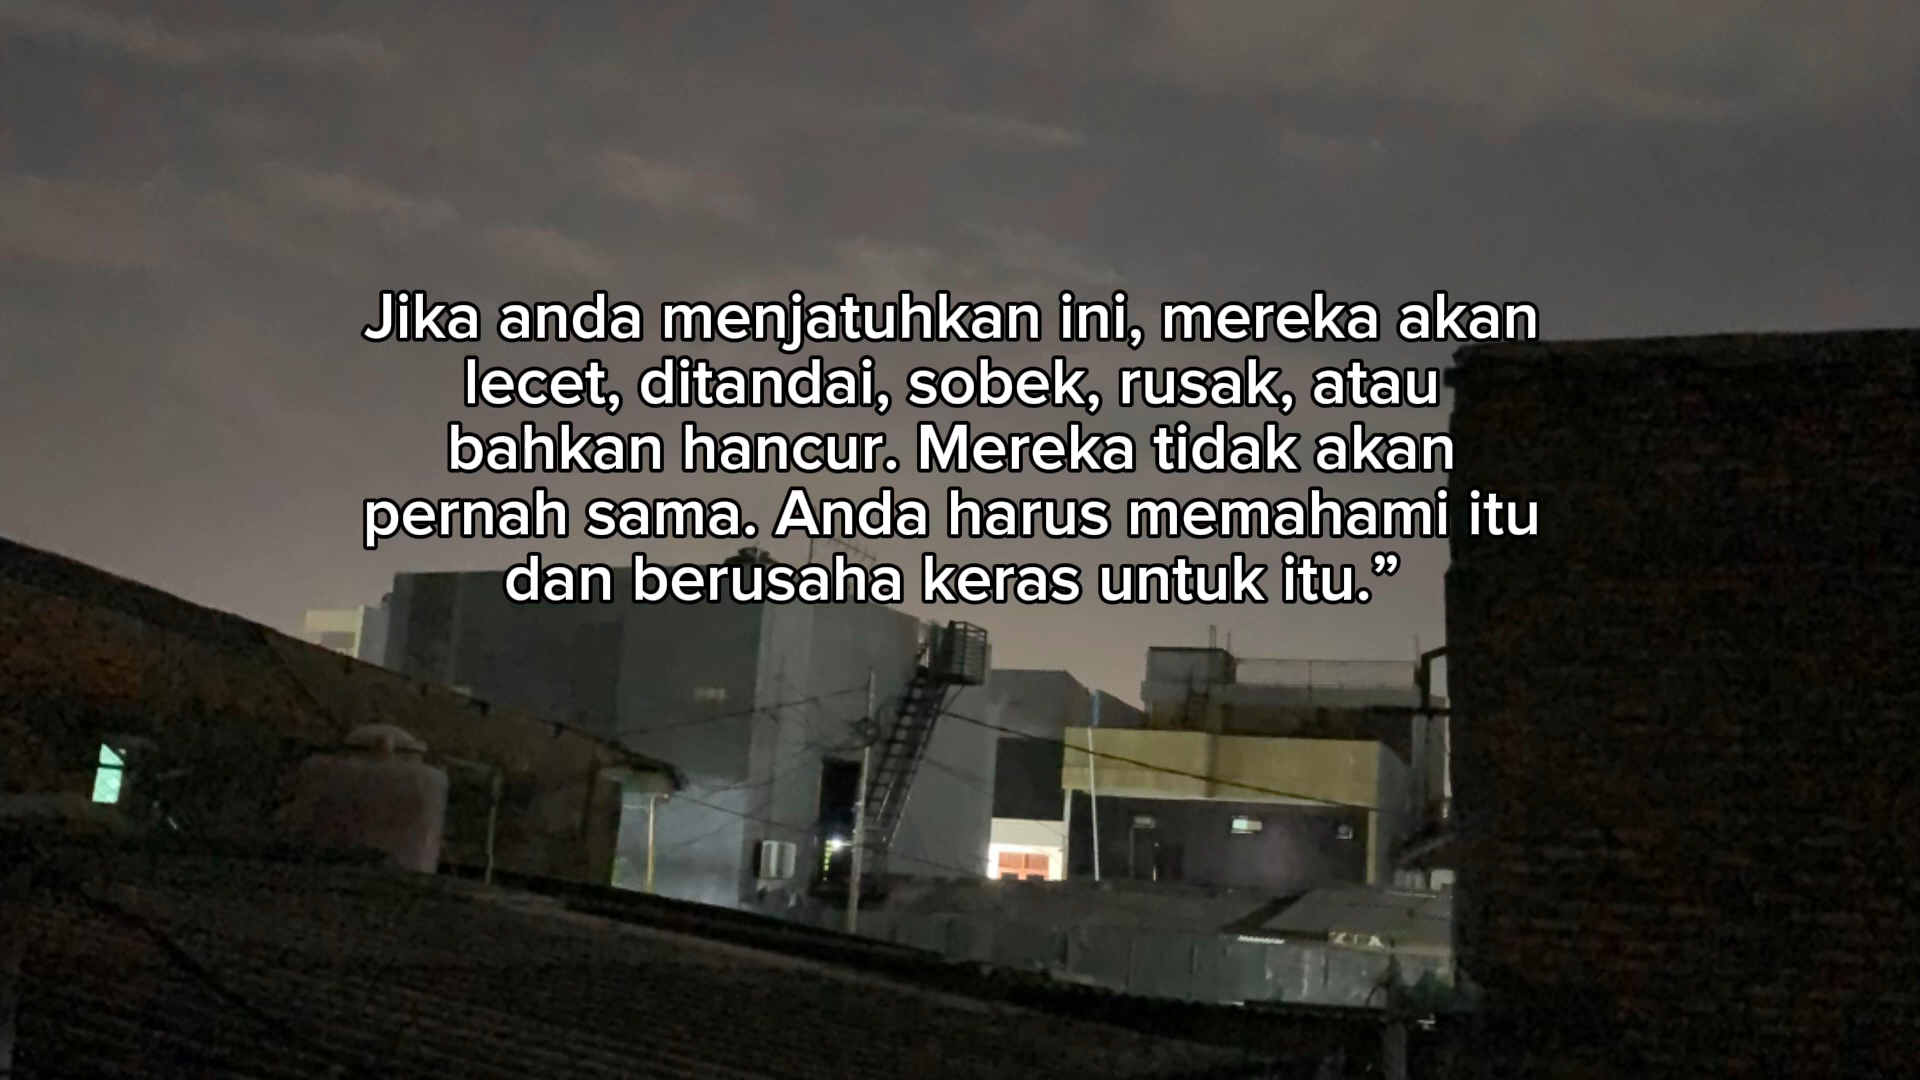 Jika anda menjatuhkan ini, mereka akan
lecet, ditandai, sobek, rusak, atau
bahkan hancur. Mereka tidak akan
pernah sama. Anda harus memahami itu
dan berusaha keras untuk itu.”